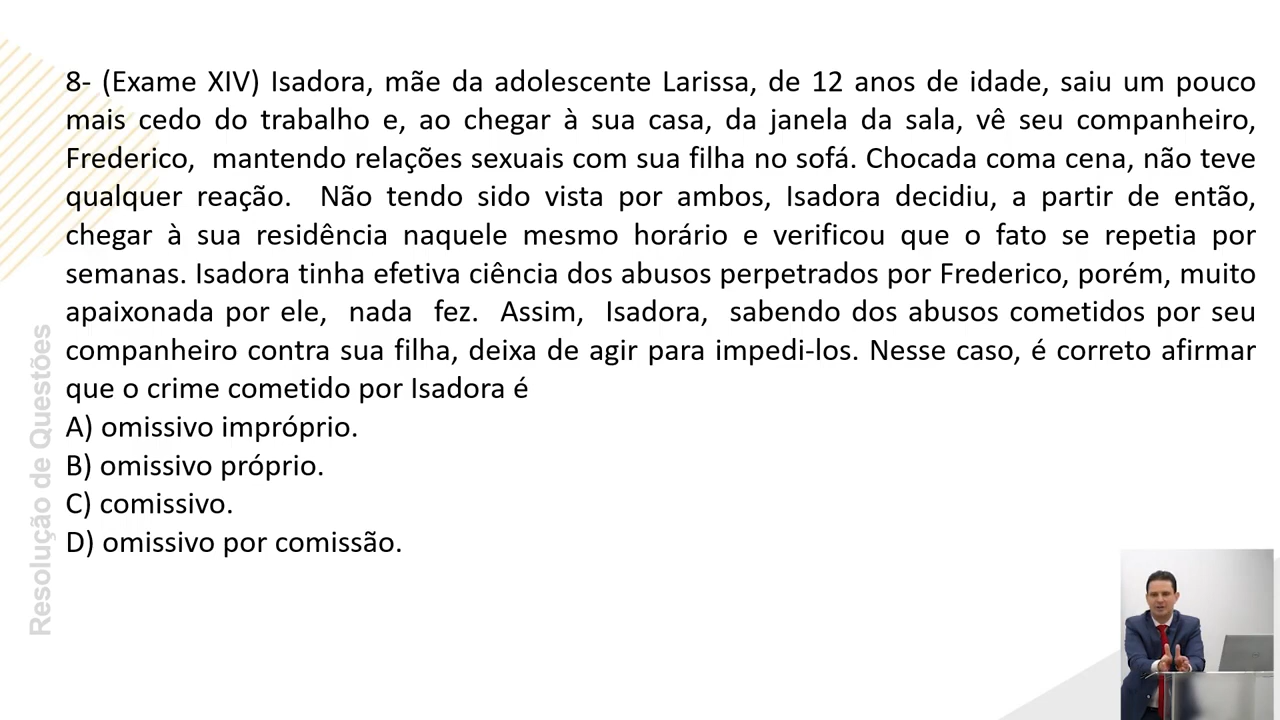 8- (Exame XIV) Isadora, mãe da adolescente Larissa, de 12 anos de idade, saiu um pouco
mais cedo do trabalho e, ao chegar à sua casa, da janela da sala, vê seu companheiro,
Frederico, mantendo relações sexuais com sua filha no sofá. Chocada coma cena, não teve
qualquer reação. Não tendo sido vista por ambos, Isadora decidiu, a partir de então,
chegar à sua residência naquele mesmo horário e verificou que o fato se repetia por
semanas. Isadora tinha efetiva ciência dos abusos perpetrados por Frederico, porém, muito
apaixonada por ele, nada fez. Assim, Isadora, sabendo dos abusos cometidos por seu
companheiro contra sua filha, deixa de agir para impedi-los. Nesse caso, é correto afirmar
que o crime cometido por Isadora é
A) omissivo impróprio.
B) omissivo próprio.
C) comissivo.
D) omissivo por comissão.
Resolução de Questões